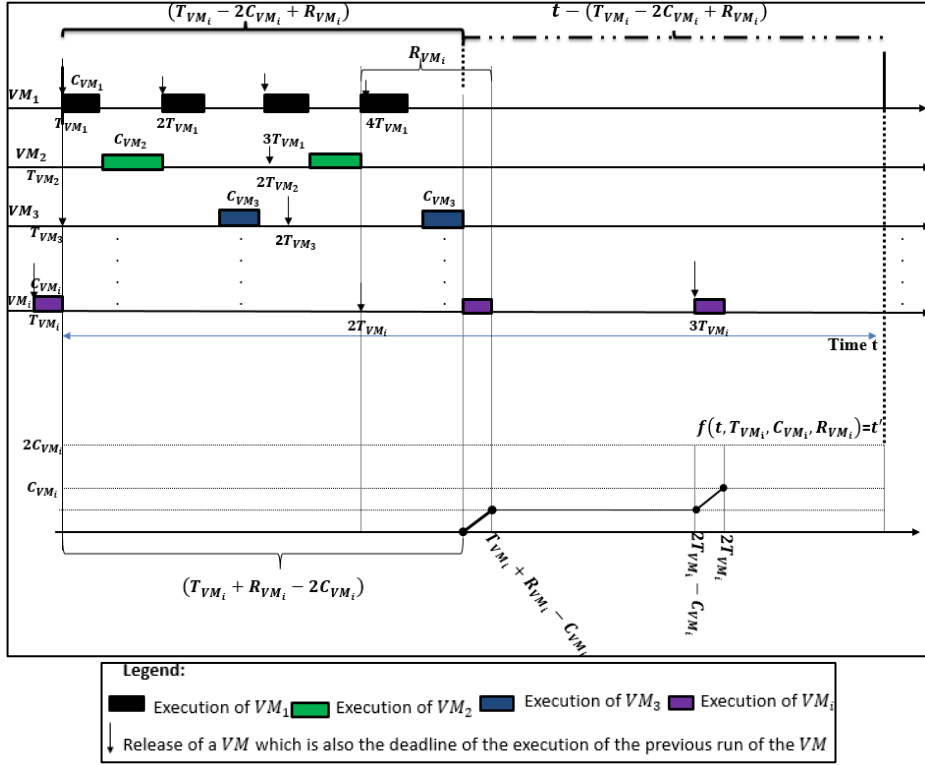 (T_VMi − 2C_VMi + R_VMi) t − (T_VMi − 2C_VMi + R_VMi)
R_VMi
VM1 C_VM1
T_VM1 2T_VM1 4T_VM1
C_VM2 3T_VM1
VM2
T_VM2 2T_VM2
C_VM3 C_VM3
VM3
T_VM3 2T_VM3
C_VMi
VMi
T_VMi 2T_VMi 3T_VMi
Time t
f(t, T_VMi, C_VMi, R_VMi)=t'
2C_VMi
C_VMi
(T_VMi + R_VMi − 2C_VMi)
T_VMi + R_VMi − C_VMi
2T_VMi − C_VMi
2T_VMi
Legend:
Execution of VM1 Execution of VM2 Execution of VM3 Execution of VMi
Release of a VM which is also the deadline of the execution of the previous run of the VM